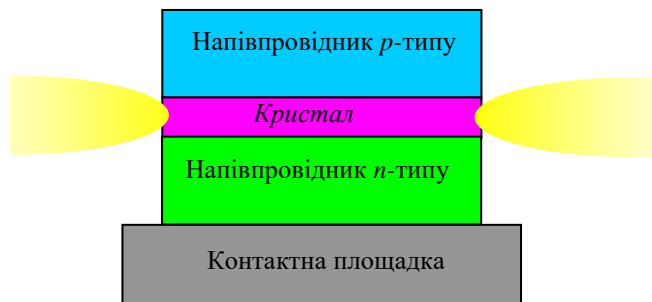 Напівпровідник p-типу
Кристал
Напівпровідник n-типу
Контактна площадка